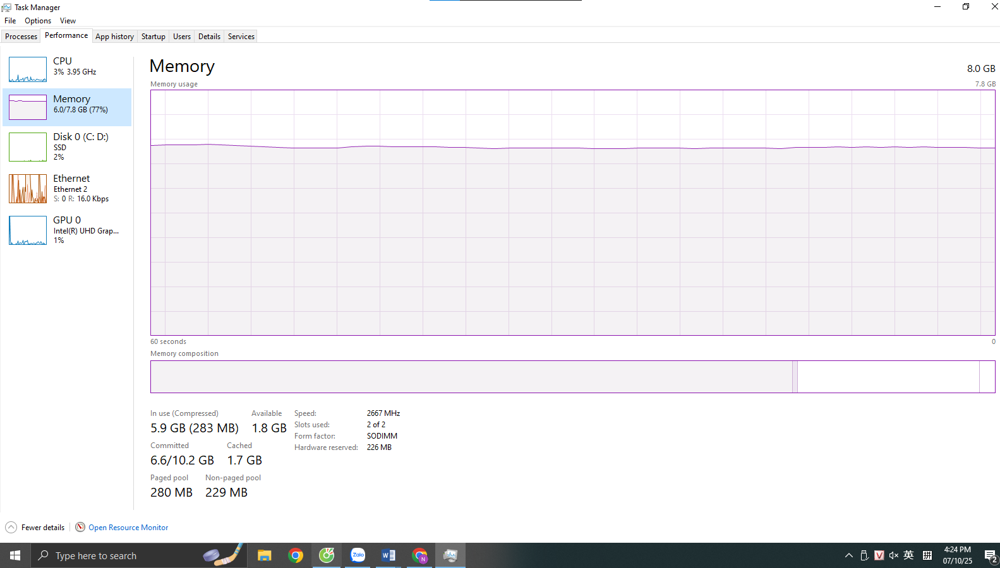 Task Manager
File Options View
Processes Performance App history Startup Users Details Services
CPU
3% 3.95 GHz
Memory
6.0/7.8 GB (77%)
Disk 0 (C: D:)
SSD
2%
Ethernet
Ethernet 2
S: 0 R: 16.0 Kbps
GPU 0
Intel(R) UHD Grap...
1%
Memory 8.0 GB
Memory usage 7.8 GB
60 seconds 0
Memory composition
In use (Compressed) Available
5.9 GB (283 MB) 1.8 GB
Committed Cached
6.6/10.2 GB 1.7 GB
Paged pool Non-paged pool
280 MB 229 MB
Speed: 2667 MHz
Slots used: 2 of 2
Form factor: SODIMM
Hardware reserved: 226 MB
Fewer details Open Resource Monitor
Type here to search
Zalo
W
N
V
英
拼
4:24 PM
07/10/25
2